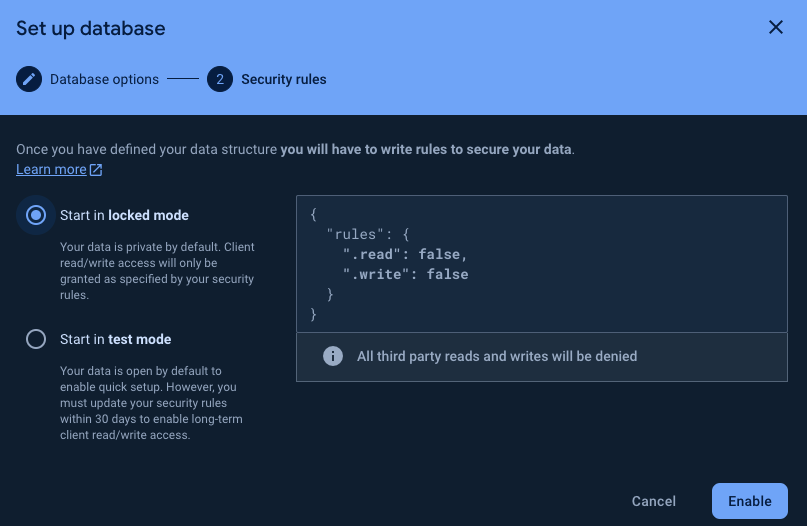 Set up database
Database options
2 Security rules
Once you have defined your data structure you will have to write rules to secure your data.
Learn more
Start in locked mode
Your data is private by default. Client
read/write access will only be
granted as specified by your security
rules.
Start in test mode
Your data is open by default to
enable quick setup. However, you
must update your security rules
within 30 days to enable long-term
client read/write access.
{
  "rules": {
    ".read": false,
    ".write": false
  }
}
All third party reads and writes will be denied
Cancel
Enable